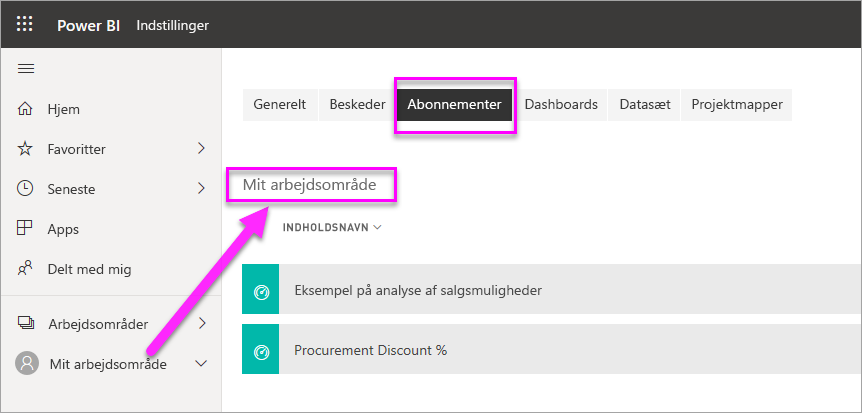 Power BI Indstillinger
Hjem
Favoritter
Seneste
Apps
Delt med mig
Arbejdsområder
Mit arbejdsområde
Generelt Beskeder Abonnementer Dashboards Datasæt Projektmapper
Mit arbejdsområde
INDHOLDSNAVN
Eksempel på analyse af salgsmuligheder
Procurement Discount %